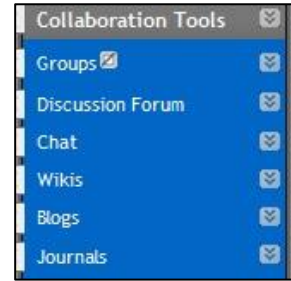 Collaboration Tools
Groups
Discussion Forum
Chat
Wikis
Blogs
Journals